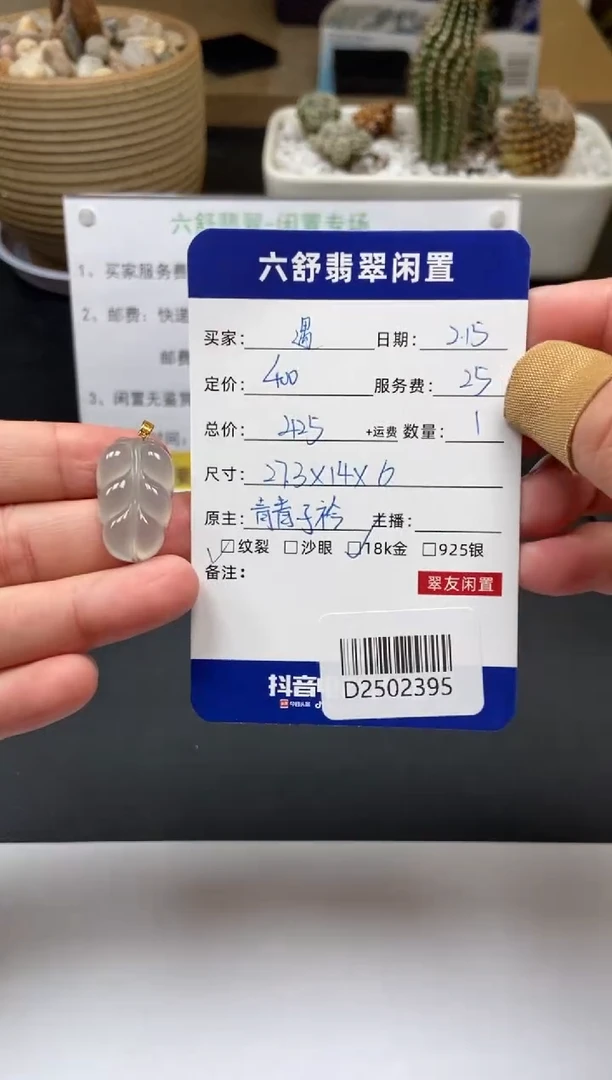 六舒翡翠-闲置专场
1、买家服务费
2、邮费：快递
邮费
3、闲置无鉴赏
六舒翡翠闲置
买家： 遇 日期： 2.15
定价： 400 服务费： 25
总价： 425 +运费 数量： 1
尺寸： 27.3×14×6
原主： 青青子衿 主播：
纹裂 沙眼 18k金 925银
备注：
翠友闲置
抖音
D2502395